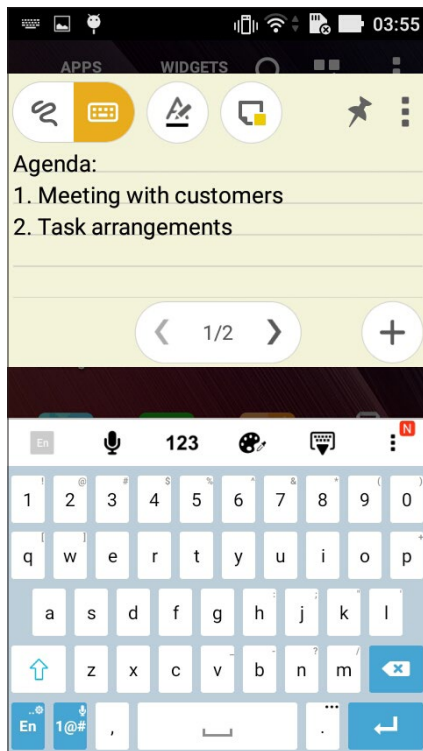 03:55
APPS WIDGETS
Agenda:
1. Meeting with customers
2. Task arrangements
1/2
En 123 N
! @ # $ % ^ & * ( )
1 2 3 4 5 6 7 8 9 0
[ ] +
q w e r t y u i o p
: ; " '
a s d f g h j k l
_ - ? /
z x c v b n m
En 1@# , .